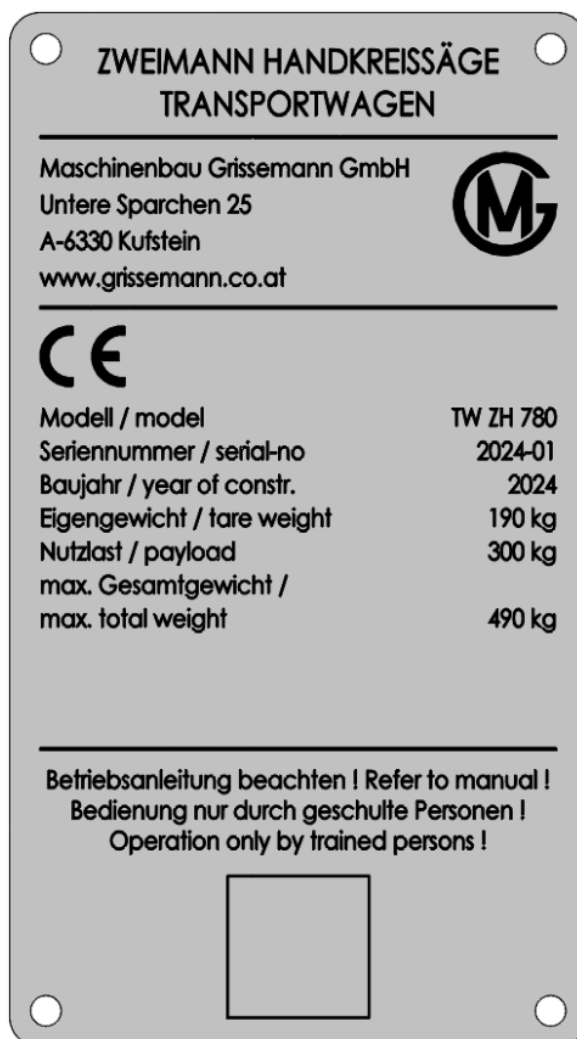 ZWEIMANN HANDKREISSÄGE
TRANSPORTWAGEN
Maschinenbau Grissemann GmbH
Untere Sparchen 25
A-6330 Kufstein
www.grissemann.co.at
MG
CE
Modell / model TW ZH 780
Seriennummer / serial-no 2024-01
Baujahr / year of constr. 2024
Eigengewicht / tare weight 190 kg
Nutzlast / payload 300 kg
max. Gesamtgewicht /
max. total weight 490 kg
Betriebsanleitung beachten ! Refer to manual !
Bedienung nur durch geschulte Personen !
Operation only by trained persons !